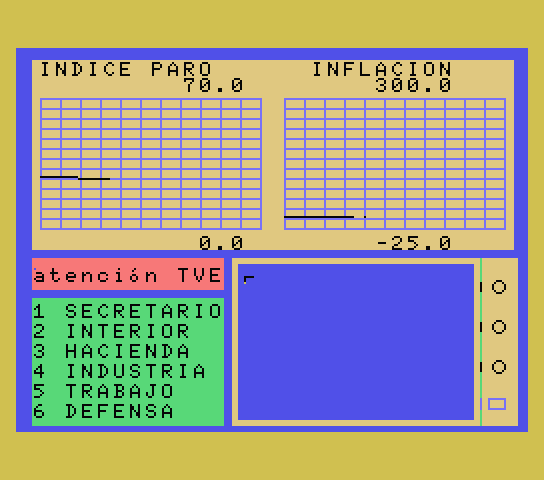 INDICE PARO
70.0
INFLACION
300.0
0.0
-25.0
atención TVE
1 SECRETARIO
2 INTERIOR
3 HACIENDA
4 INDUSTRIA
5 TRABAJO
6 DEFENSA